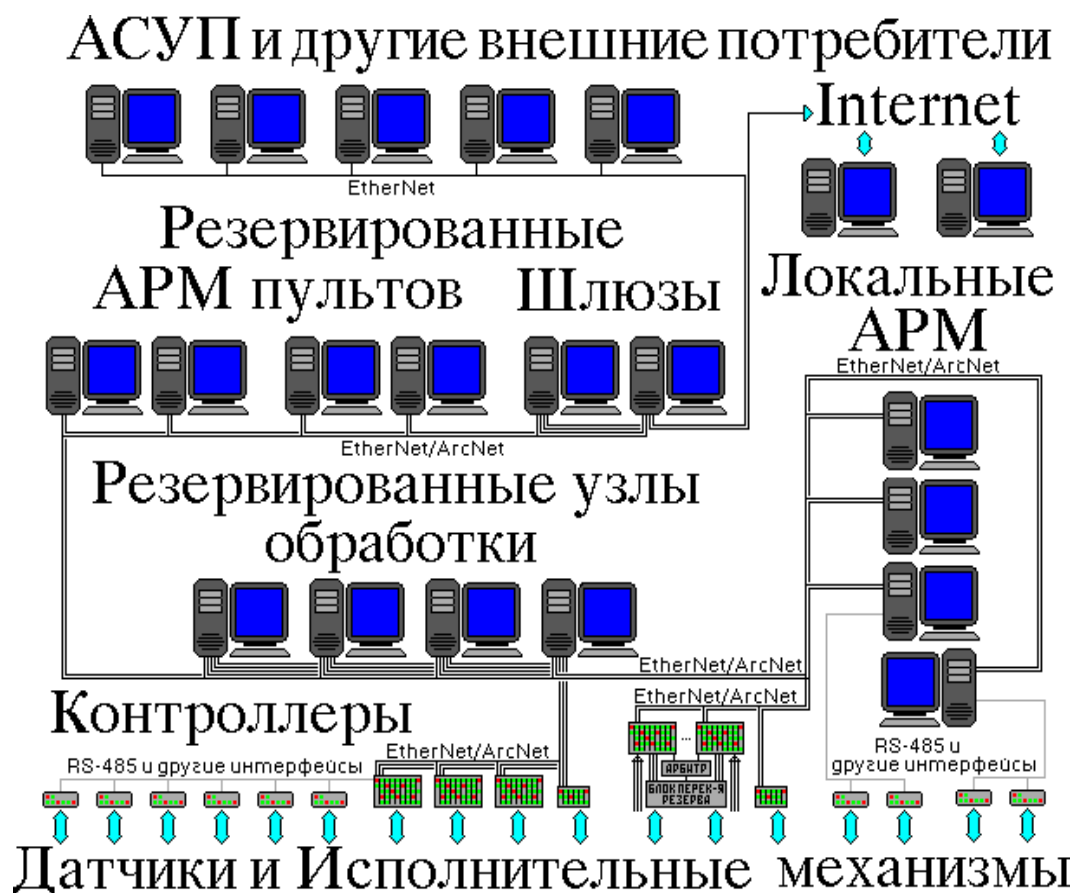 АСУП и другие внешние потребители
Internet
EtherNet
Резервированные
АРМ пультов
Шлюзы
Локальные
АРМ
EtherNet/ArcNet
EtherNet/ArcNet
Резервированные узлы
обработки
EtherNet/ArcNet
EtherNet/ArcNet
Контроллеры
EtherNet/ArcNet
RS-485 и другие интерфейсы
RS-485 и
другие интерфейсы
...
АРБИТР
БЛОК ПЕРЕК-Я
РЕЗЕРВА
Датчики и Исполнительные механизмы